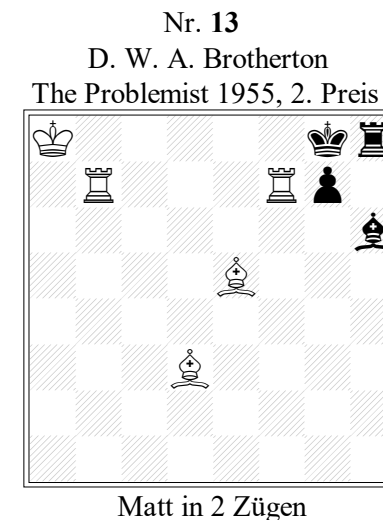 Nr. 13
D. W. A. Brotherton
The Problemist 1955, 2. Preis
Matt in 2 Zügen